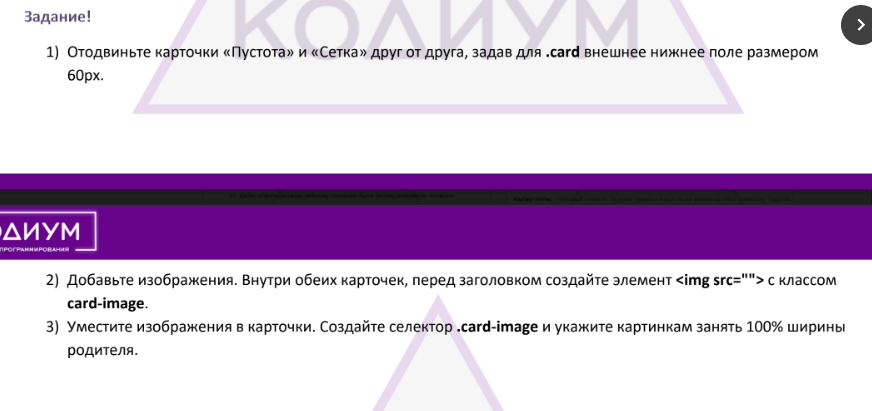 КОДИУМ
Задание!
1) Отодвиньте карточки «Пустота» и «Сетка» друг от друга, задав для .card внешнее нижнее поле размером
60px.
ОДИУМ
ПРОГРАММИРОВАНИЯ
2) Добавьте изображения. Внутри обеих карточек, перед заголовком создайте элемент <img src=""> с классом
card-image.
3) Уместите изображения в карточки. Создайте селектор .card-image и укажите картинкам занять 100% ширины
родителя.